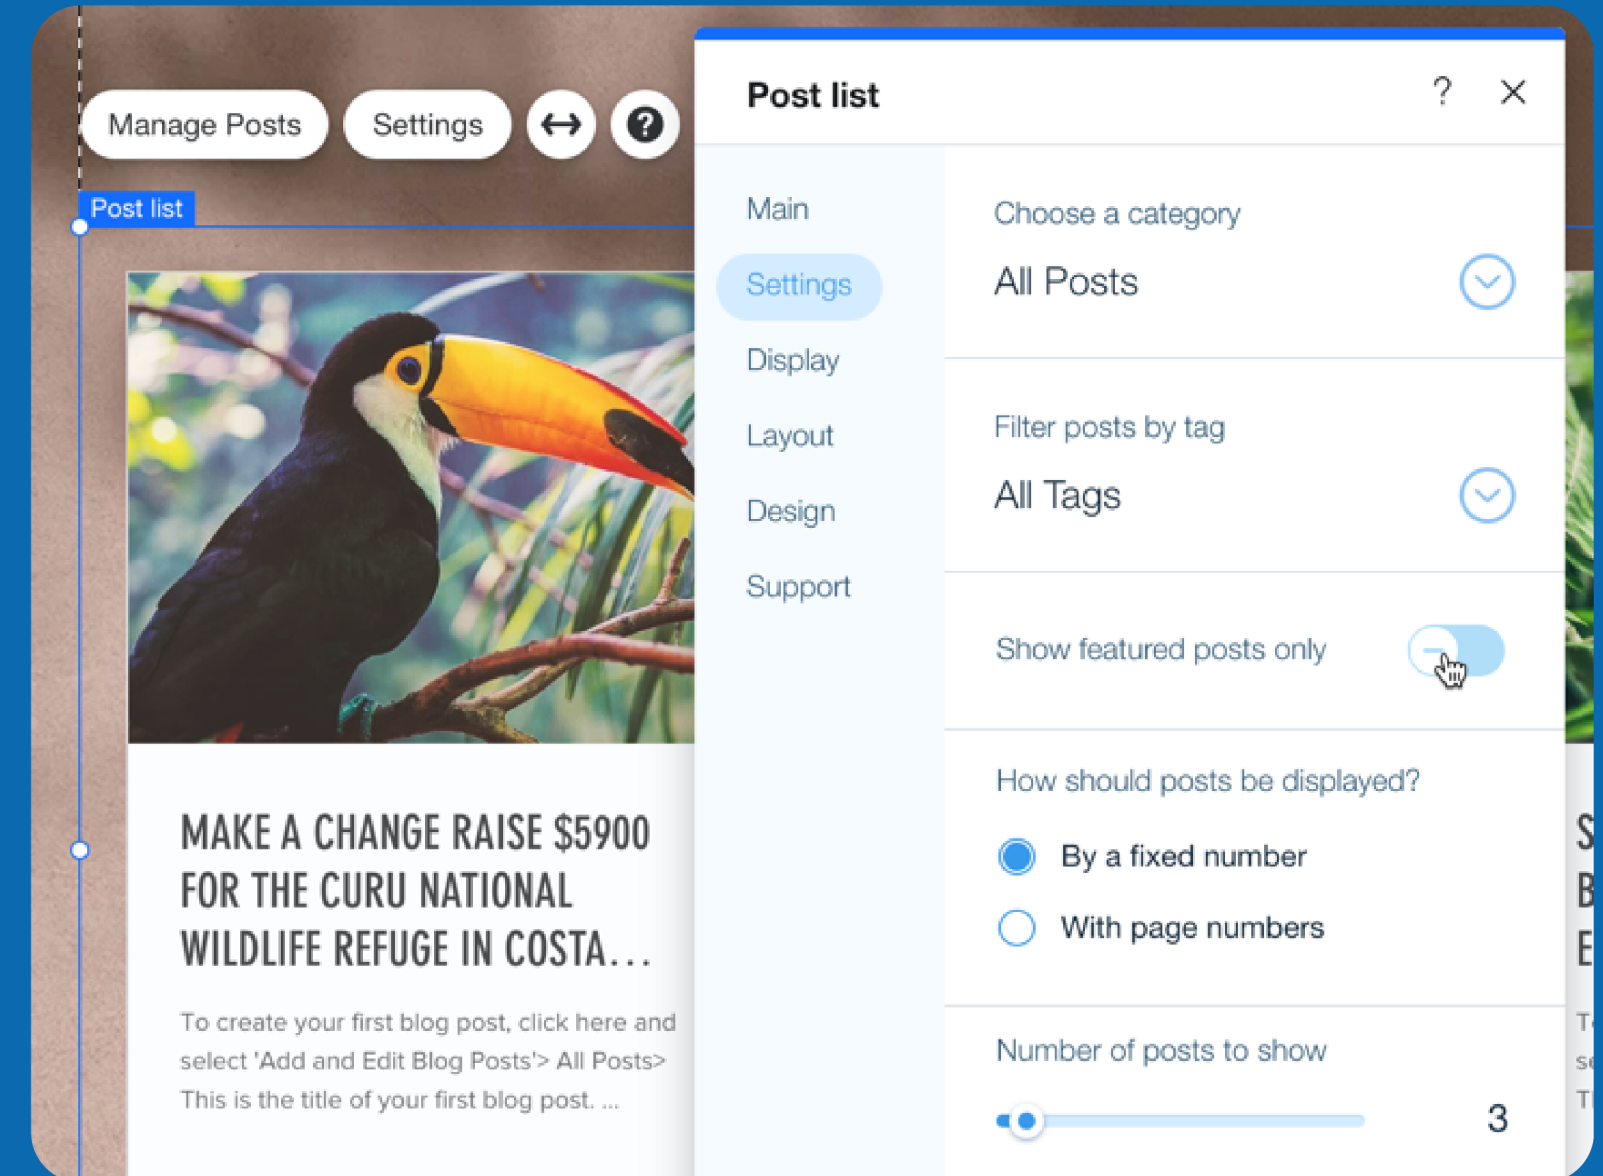 Manage Posts
Settings
Post list
MAKE A CHANGE RAISE $5900
FOR THE CURU NATIONAL
WILDLIFE REFUGE IN COSTA...
To create your first blog post, click here and
select 'Add and Edit Blog Posts'> All Posts>
This is the title of your first blog post. ...
Post list
?
Main
Settings
Display
Layout
Design
Support
Choose a category
All Posts
Filter posts by tag
All Tags
Show featured posts only
How should posts be displayed?
By a fixed number
With page numbers
Number of posts to show
3